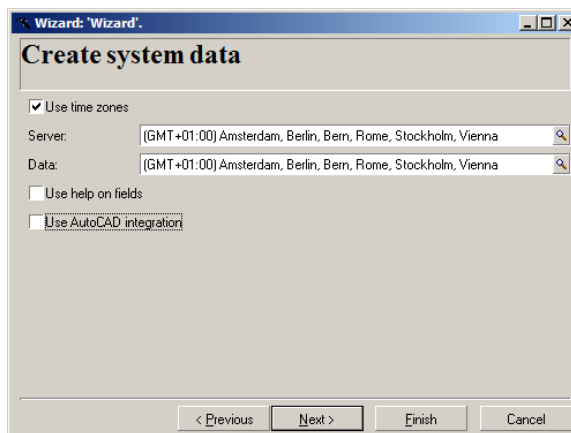 Wizard: 'Wizard'.
Create system data
Use time zones
Server: (GMT+01:00) Amsterdam, Berlin, Bern, Rome, Stockholm, Vienna
Data: (GMT+01:00) Amsterdam, Berlin, Bern, Rome, Stockholm, Vienna
Use help on fields
Use AutoCAD integration
< Previous Next > Finish Cancel